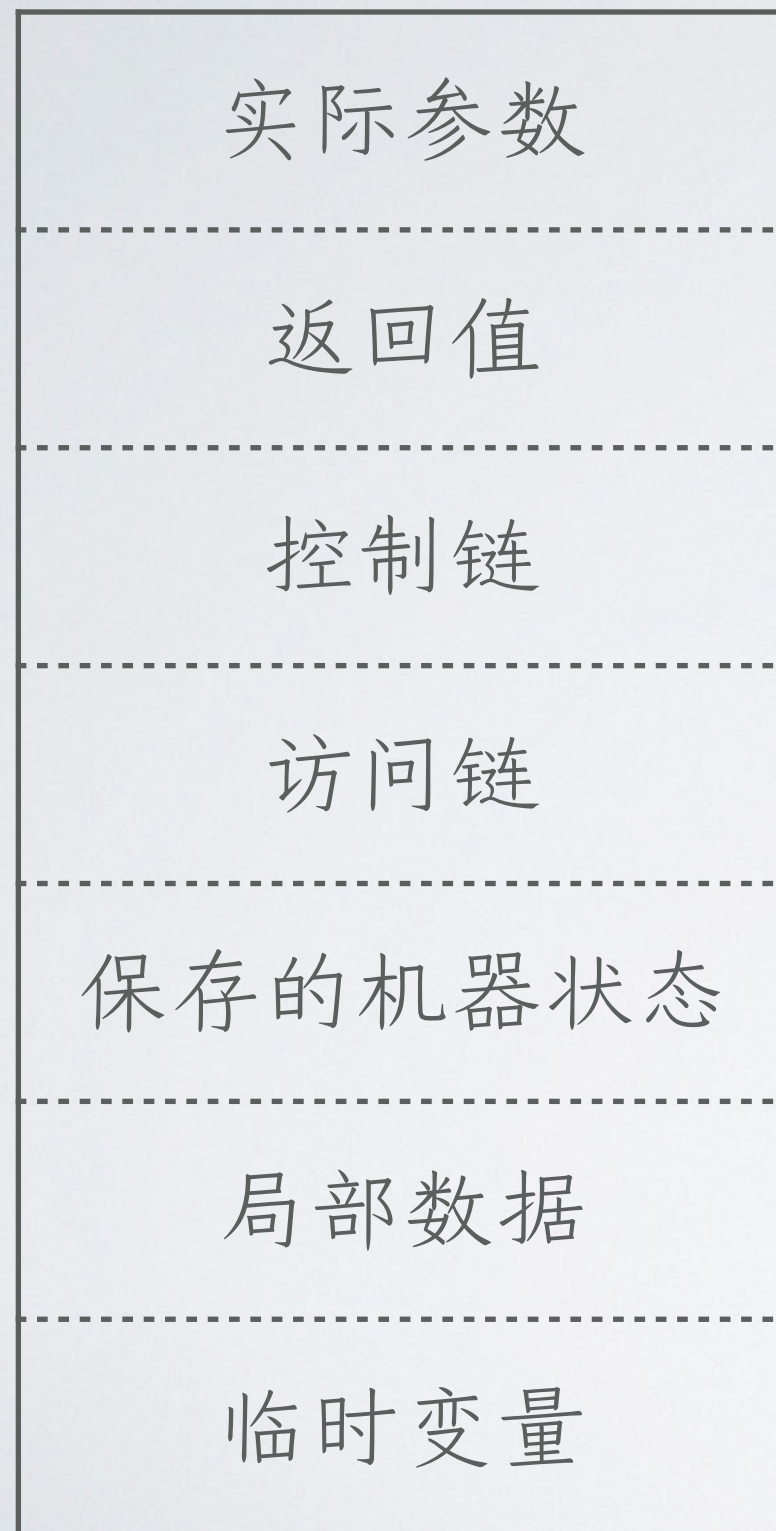 实际参数
返回值
控制链
访问链
保存的机器状态
局部数据
临时变量